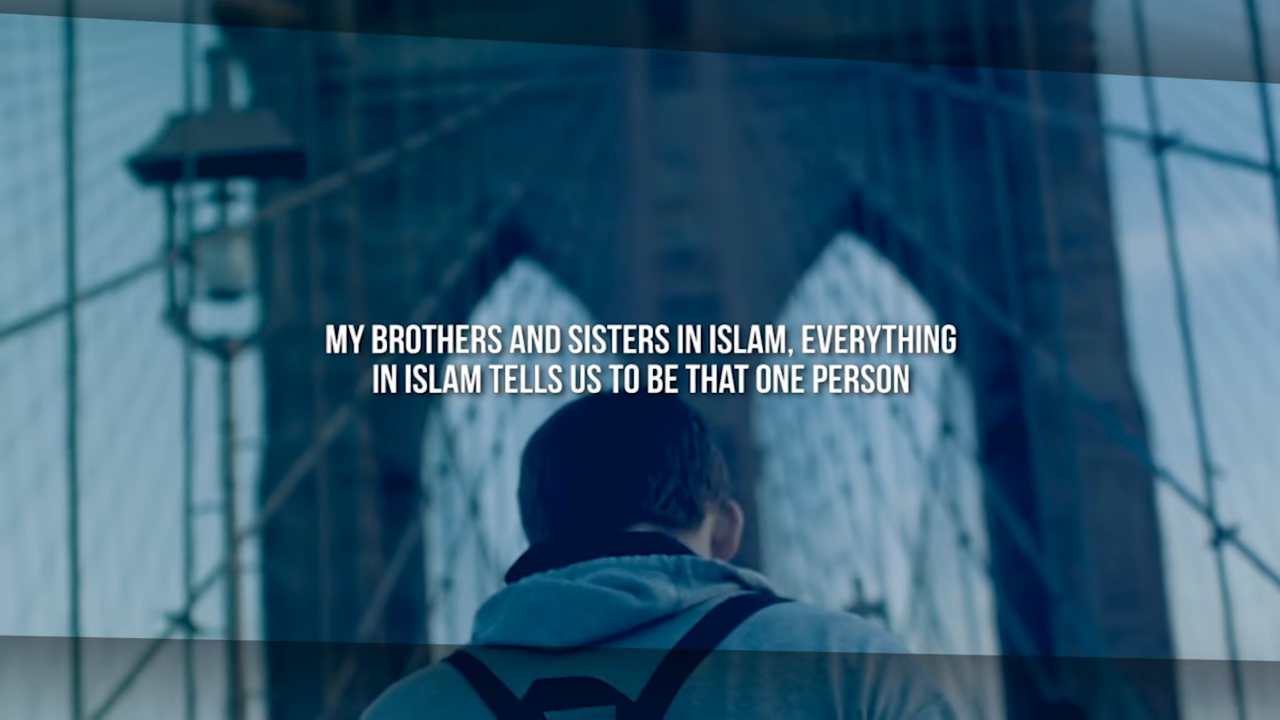 MY BROTHERS AND SISTERS IN ISLAM, EVERYTHING
IN ISLAM TELLS US TO BE THAT ONE PERSON